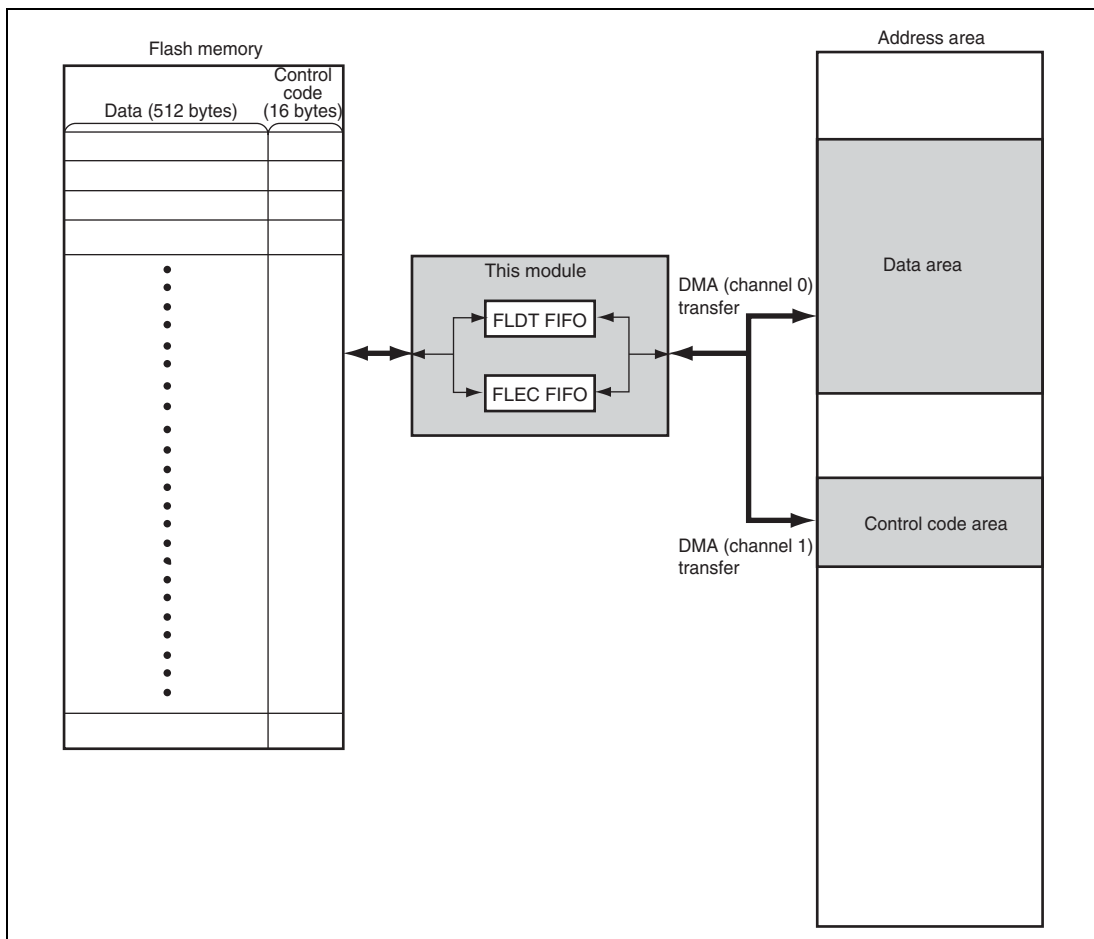 Flash memory
Control
code
Data (512 bytes) (16 bytes)
This module
FLDT FIFO
FLEC FIFO
DMA (channel 0)
transfer
DMA (channel 1)
transfer
Address area
Data area
Control code area